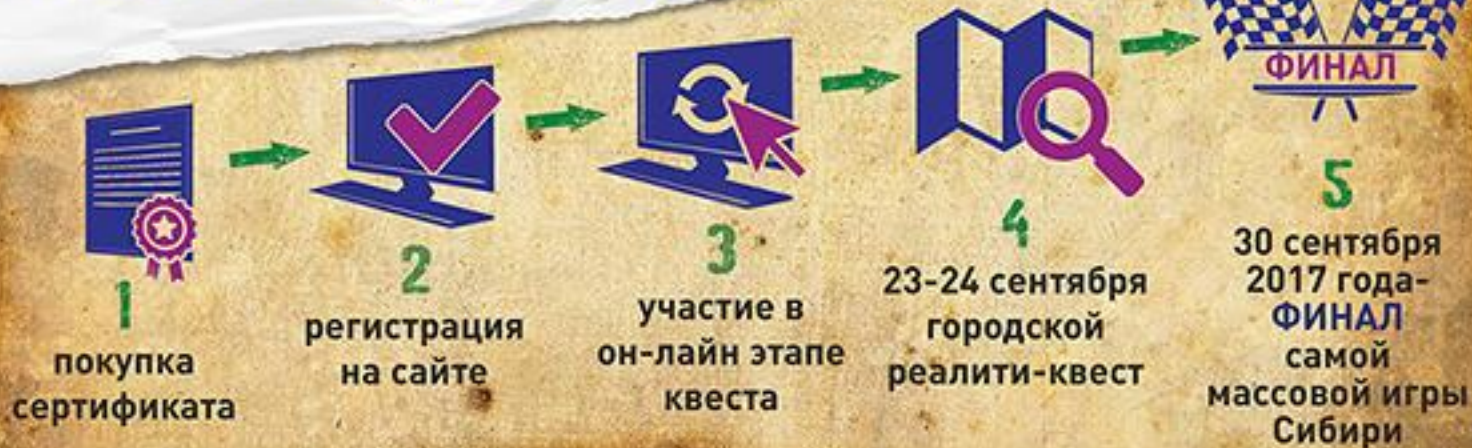 ФИНАЛ
1
покупка
сертификата
2
регистрация
на сайте
3
участие в
он-лайн этапе
квеста
4
23-24 сентября
городской
реалити-квест
5
30 сентября
2017 года-
ФИНАЛ
самой
массовой игры
Сибири